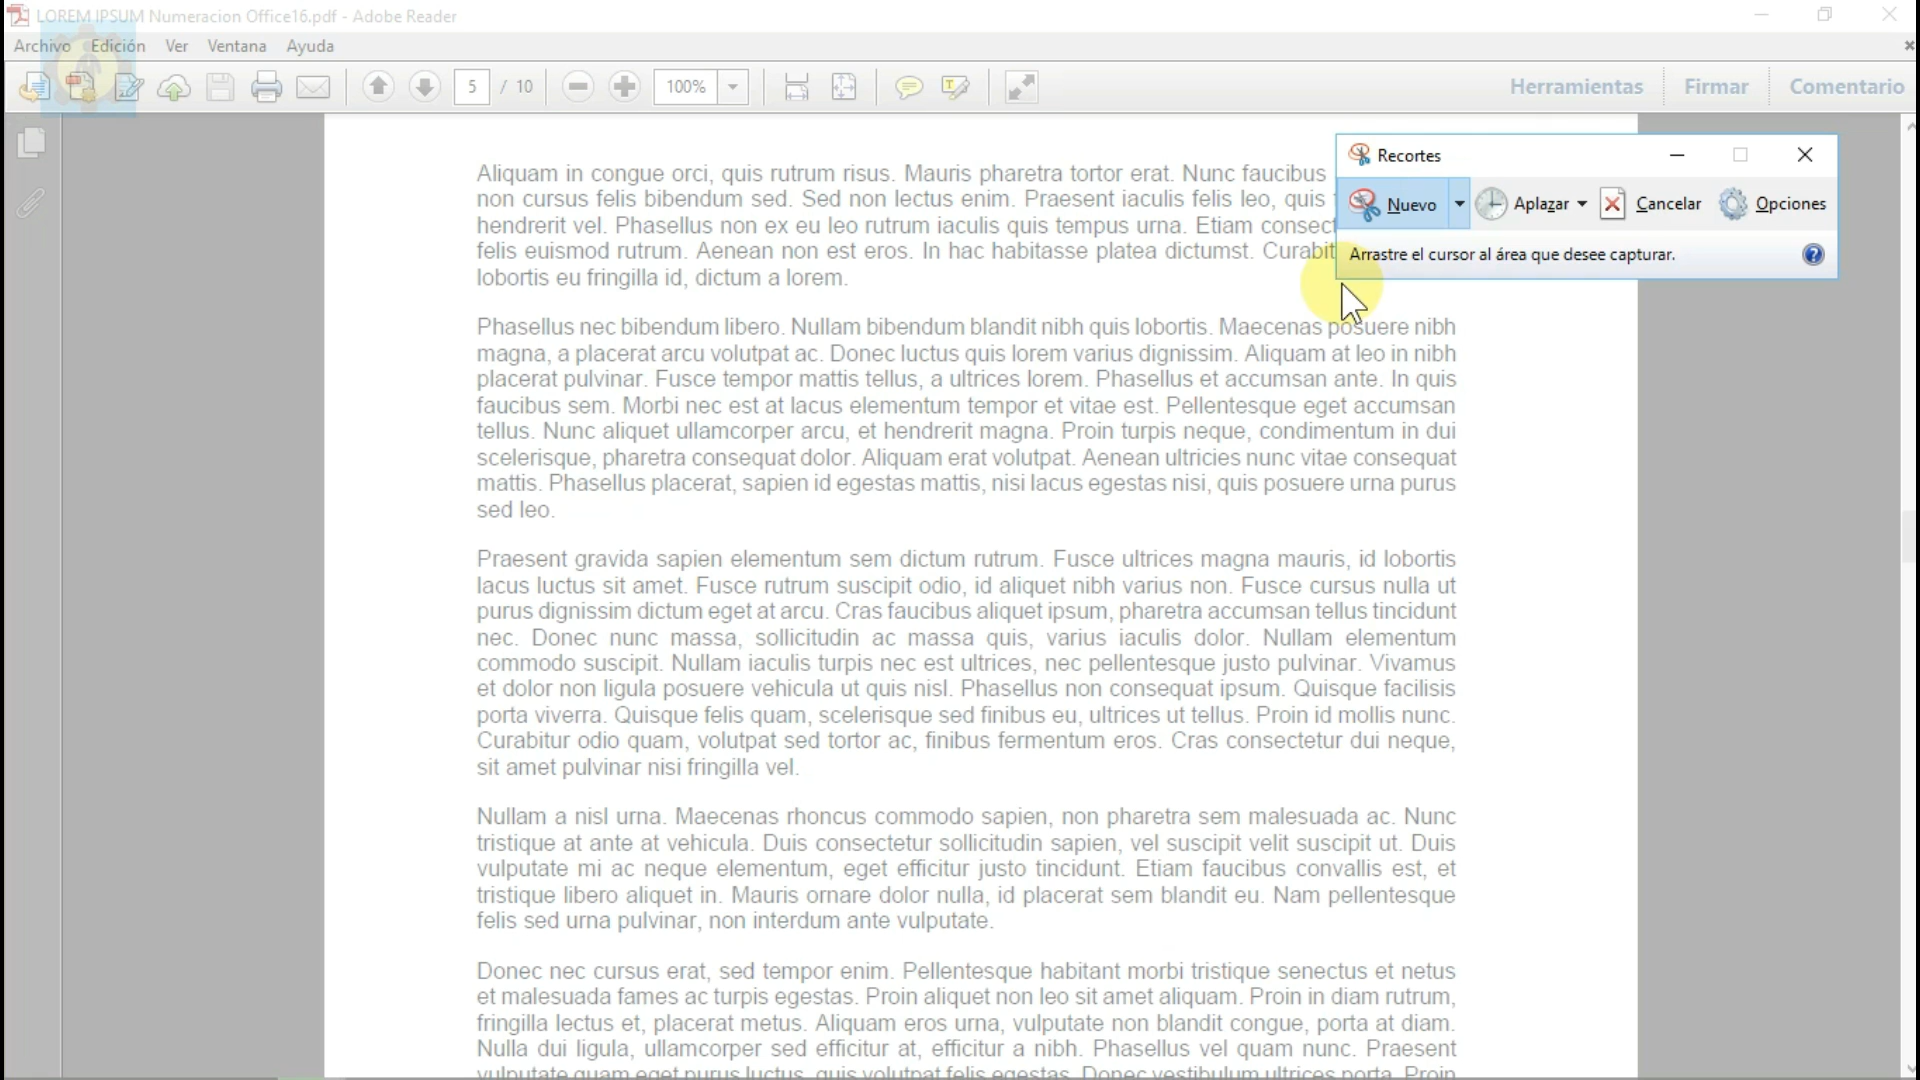 LOREM IPSUM Numeracion Office16.pdf - Adobe Reader
Archivo Edición Ver Ventana Ayuda
5 / 10 100% Herramientas Firmar Comentario
Recortes
Nuevo Aplazar Cancelar Opciones
Arrastre el cursor al área que desee capturar.
Aliquam in congue orci, quis rutrum risus. Mauris pharetra tortor erat. Nunc faucibus
non cursus felis bibendum sed. Sed non lectus enim. Praesent iaculis felis leo, quis
hendrerit vel. Phasellus non ex eu leo rutrum iaculis quis tempus urna. Etiam consect
felis euismod rutrum. Aenean non est eros. In hac habitasse platea dictumst. Curabit
lobortis eu fringilla id, dictum a lorem.
Phasellus nec bibendum libero. Nullam bibendum blandit nibh quis lobortis. Maecenas posuere nibh
magna, a placerat arcu volutpat ac. Donec luctus quis lorem varius dignissim. Aliquam at leo in nibh
placerat pulvinar. Fusce tempor mattis tellus, a ultrices lorem. Phasellus et accumsan ante. In quis
faucibus sem. Morbi nec est at lacus elementum tempor et vitae est. Pellentesque eget accumsan
tellus. Nunc aliquet ullamcorper arcu, et hendrerit magna. Proin turpis neque, condimentum in dui
scelerisque, pharetra consequat dolor. Aliquam erat volutpat. Aenean ultricies nunc vitae consequat
mattis. Phasellus placerat, sapien id egestas mattis, nisi lacus egestas nisi, quis posuere urna purus
sed leo.
Praesent gravida sapien elementum sem dictum rutrum. Fusce ultrices magna mauris, id lobortis
lacus luctus sit amet. Fusce rutrum suscipit odio, id aliquet nibh varius non. Fusce cursus nulla ut
purus dignissim dictum eget at arcu. Cras faucibus aliquet ipsum, pharetra accumsan tellus tincidunt
nec. Donec nunc massa, sollicitudin ac massa quis, varius iaculis dolor. Nullam elementum
commodo suscipit. Nullam iaculis turpis nec est ultrices, nec pellentesque justo pulvinar. Vivamus
et dolor non ligula posuere vehicula ut quis nisl. Phasellus non consequat ipsum. Quisque facilisis
porta viverra. Quisque felis quam, scelerisque sed finibus eu, ultrices ut tellus. Proin id mollis nunc.
Curabitur odio quam, volutpat sed tortor ac, finibus fermentum eros. Cras consectetur dui neque,
sit amet pulvinar nisi fringilla vel.
Nullam a nisl urna. Maecenas rhoncus commodo sapien, non pharetra sem malesuada ac. Nunc
tristique at ante at vehicula. Duis consectetur sollicitudin sapien, vel suscipit velit suscipit ut. Duis
vulputate mi ac neque elementum, eget efficitur justo tincidunt. Etiam faucibus convallis est, et
tristique libero aliquet in. Mauris ornare dolor nulla, id placerat sem blandit eu. Nam pellentesque
felis sed urna pulvinar, non interdum ante vulputate.
Donec nec cursus erat, sed tempor enim. Pellentesque habitant morbi tristique senectus et netus
et malesuada fames ac turpis egestas. Proin aliquet non leo sit amet aliquam. Proin in diam rutrum,
fringilla lectus et, placerat metus. Aliquam eros urna, vulputate non blandit congue, porta at diam.
Nulla dui ligula, ullamcorper sed efficitur at, efficitur a nibh. Phasellus vel quam nunc. Praesent
vulputate quam eget purus luctus, quis volutpat felis egestas. Donec vestibulum ultrices porta. Proin